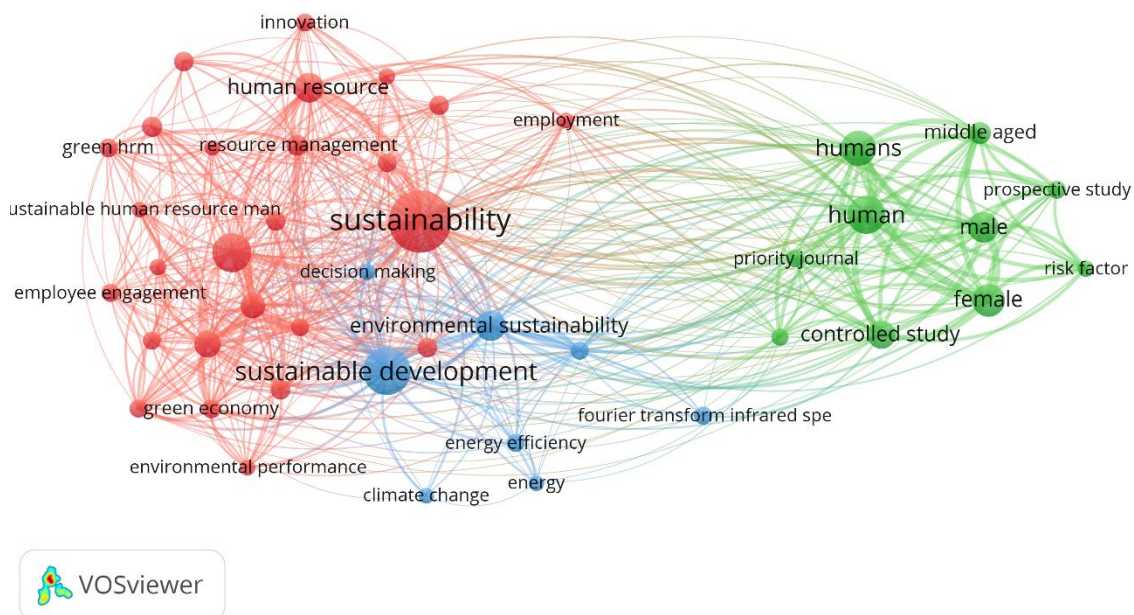 innovation
human resource
employment
green hrm
resource management
humans
middle aged
prospective study
ustainable human resource man
sustainability
human
male
decision making
priority journal
risk factor
employee engagement
environmental sustainability
female
controlled study
sustainable development
green economy
fourier transform infrared spe
energy efficiency
environmental performance
climate change
energy
VOSviewer